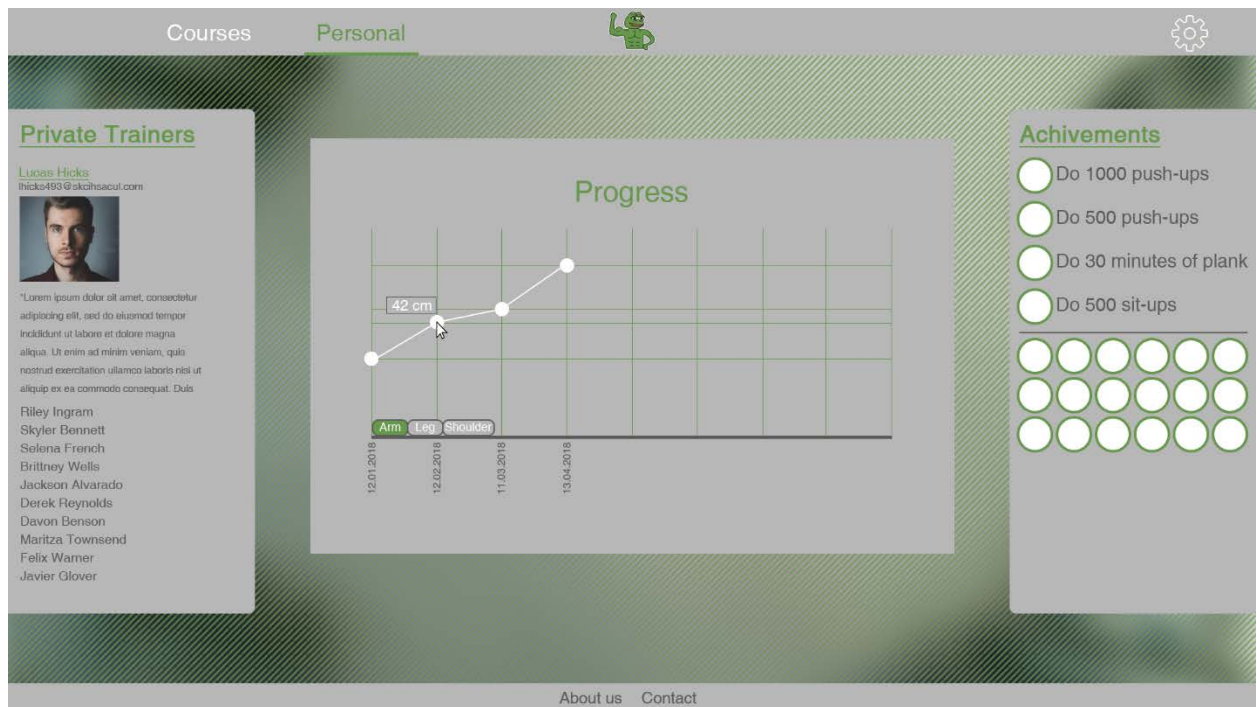 Courses
Personal
Private Trainers
Lucas Hicks
lhicks493@skcihsacul.com
"Lorem ipsum dolor sit amet, consectetur
adipiscing elit, sed do eiusmod tempor
incididunt ut labore et dolore magna
aliqua. Ut enim ad minim veniam, quis
nostrud exercitation ullamco laboris nisi ut
aliquip ex ea commodo consequat. Duis
Riley Ingram
Skyler Bennett
Selena French
Brittney Wells
Jackson Alvarado
Derek Reynolds
Davon Benson
Maritza Townsend
Felix Warner
Javier Glover
Progress
42 cm
Arm
Leg
Shoulder
12.01.2018
12.02.2018
11.03.2018
13.04.2018
Achivements
Do 1000 push-ups
Do 500 push-ups
Do 30 minutes of plank
Do 500 sit-ups
About us
Contact